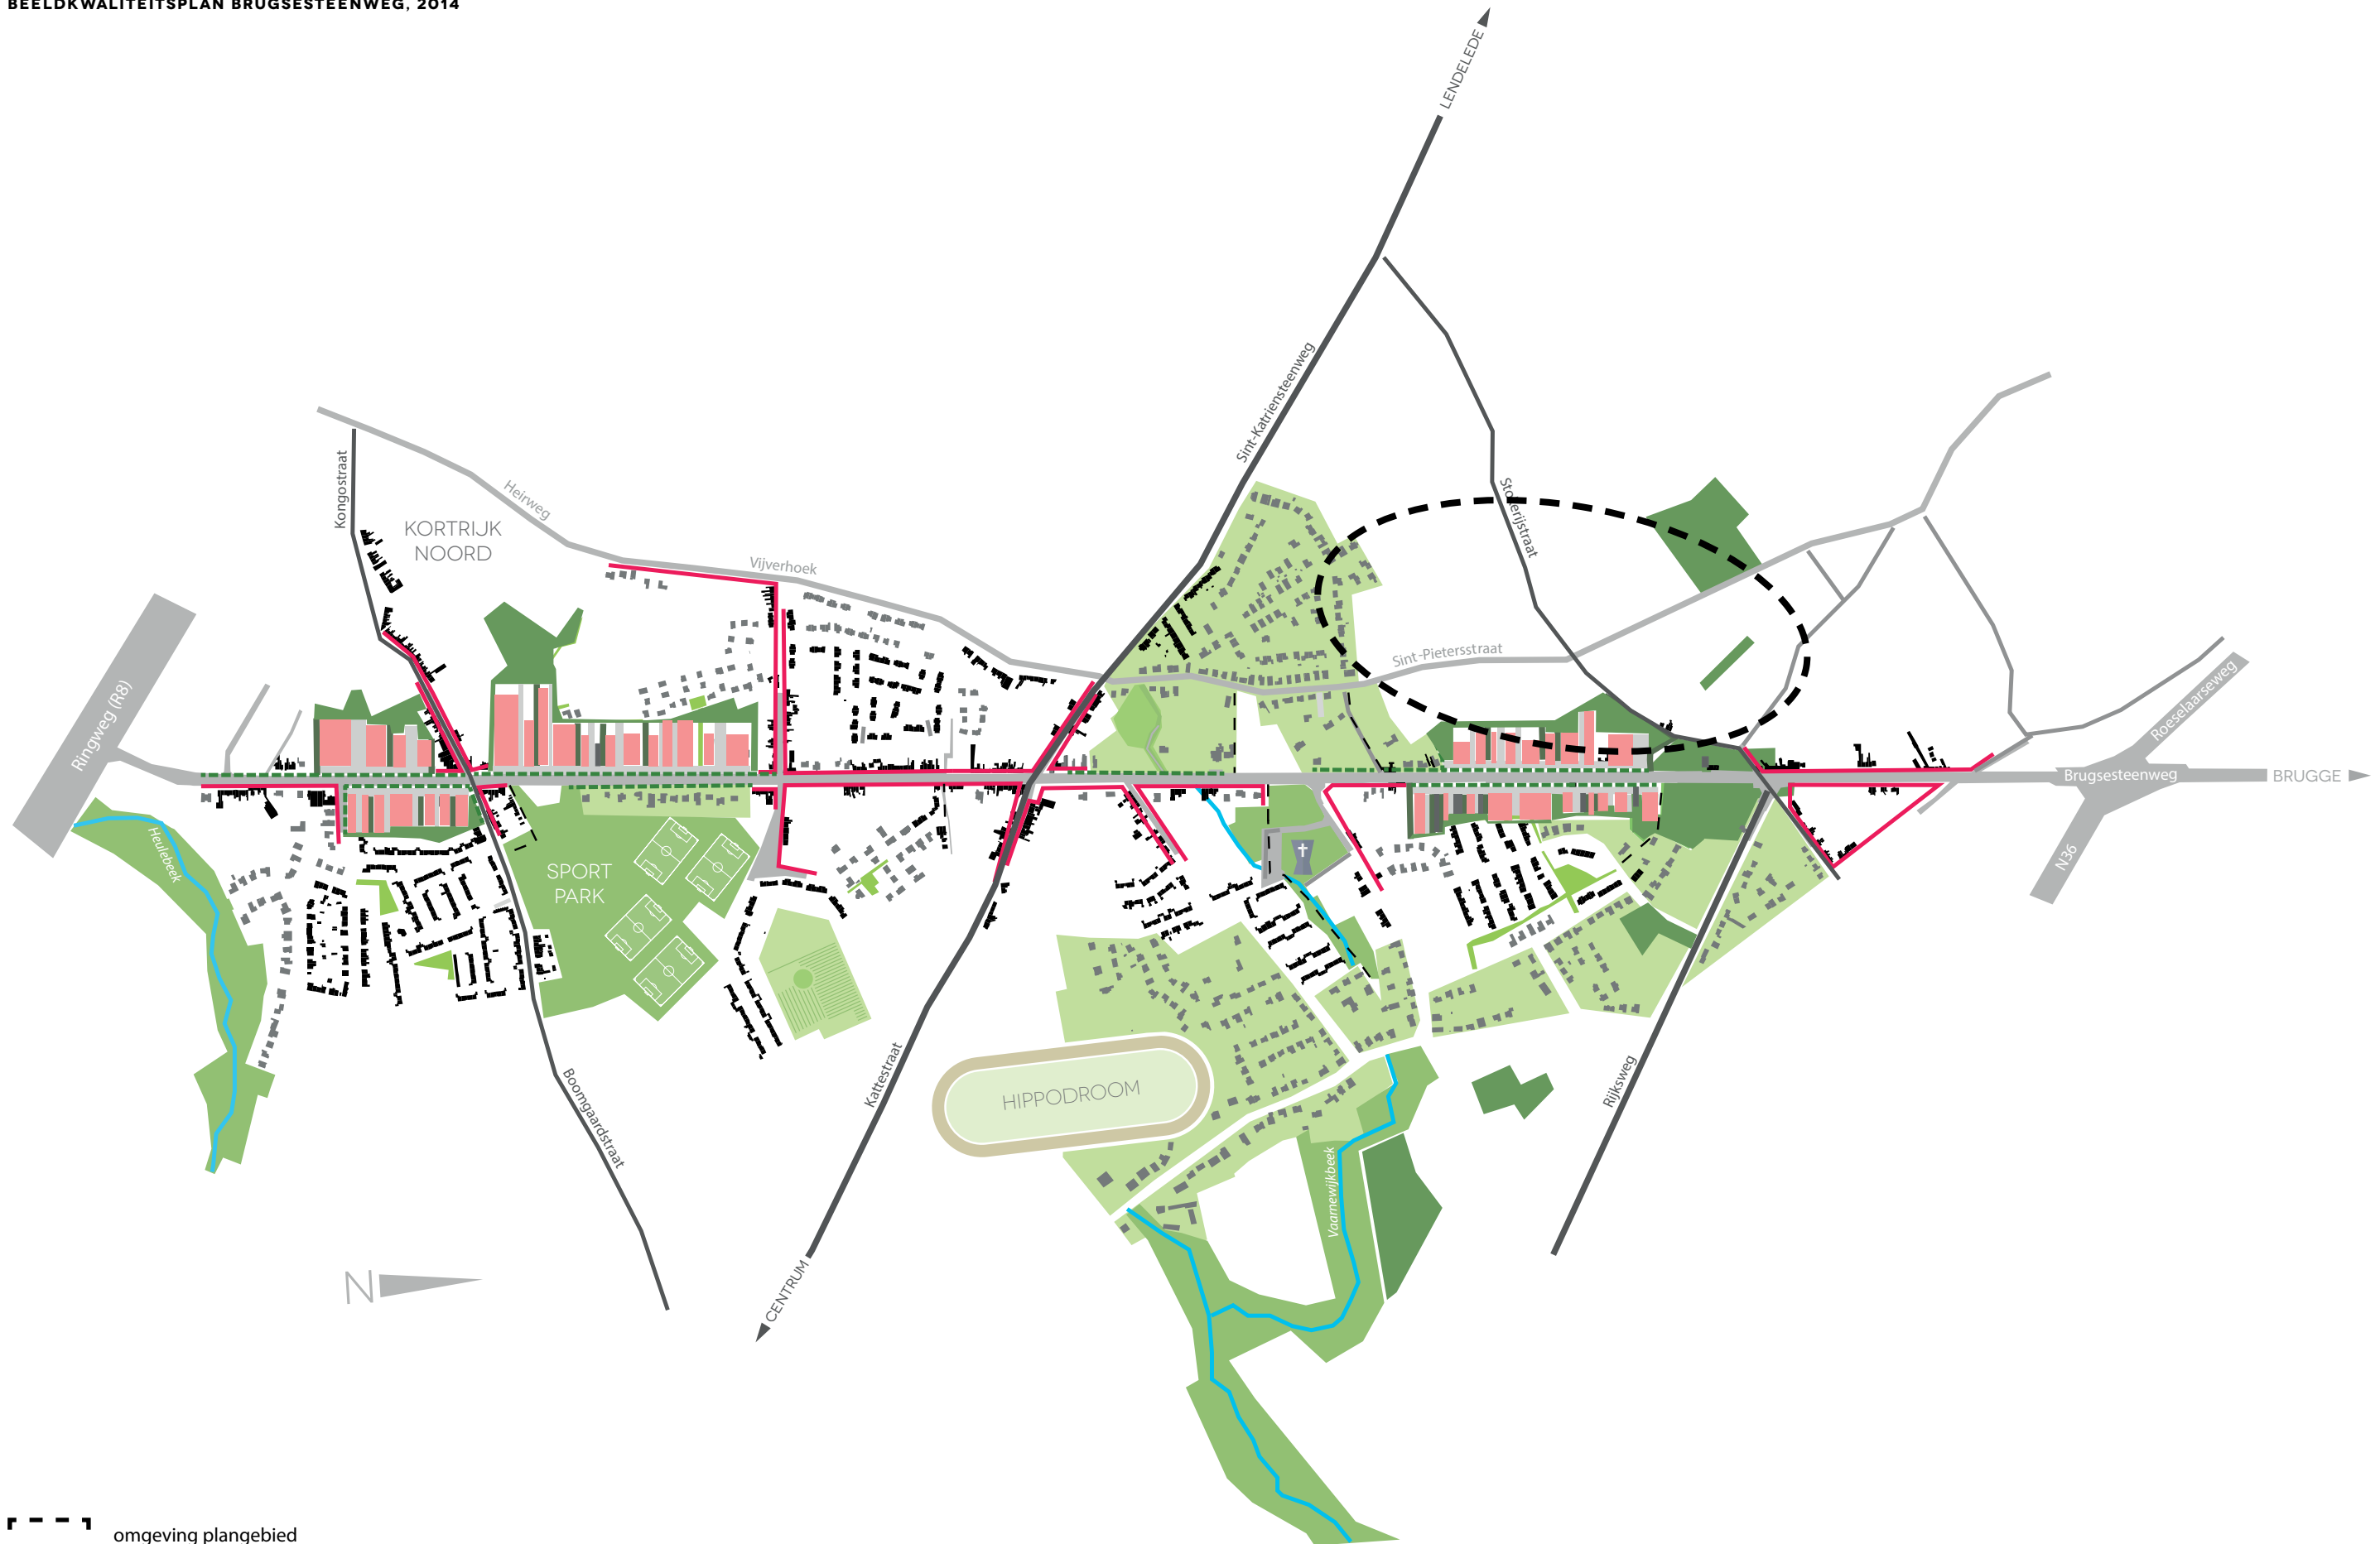 BEELDKWALITEITSPLAN BRUGSESTEENWEG, 2014
LENDELEDE
Sint-Katriensteenweg
Kongostraat
Heirweg
KORTRIJK
NOORD
Stokerijstraat
Vijverhoek
Sint-Pietersstraat
Ringweg (R8)
Roeselaarseweg
Brugsesteenweg
BRUGGE
N36
Heulebeek
SPORT
PARK
HIPPODROOM
Kattestraat
Boomgaardstraat
Rijksweg
Vaarnewijkbeek
N
CENTRUM
omgeving plangebied